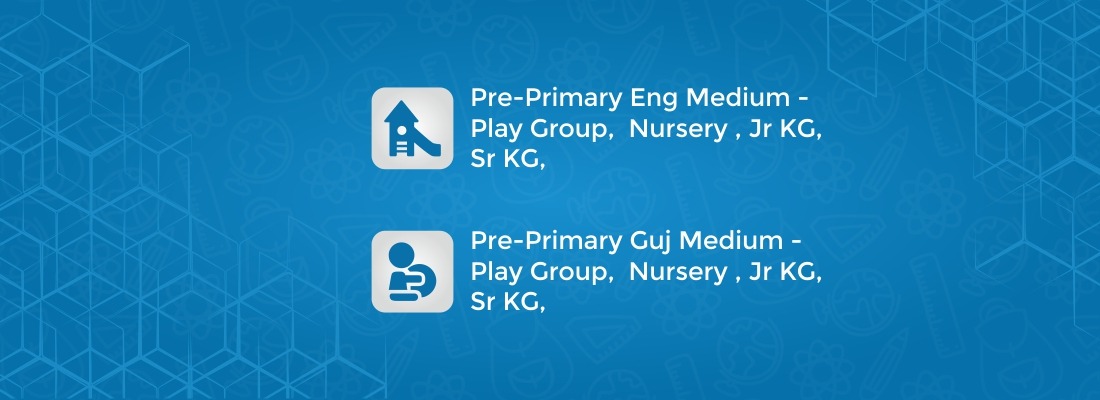 Pre-Primary Eng Medium -
Play Group,  Nursery , Jr KG,
Sr KG,
Pre-Primary Guj Medium -
Play Group,  Nursery , Jr KG,
Sr KG,